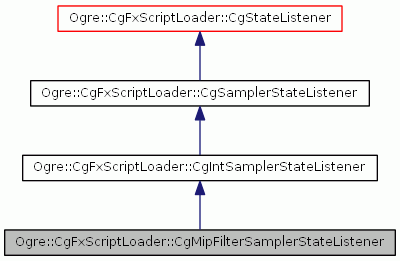 Ogre::CgFxScriptLoader::CgStateListener
Ogre::CgFxScriptLoader::CgSamplerStateListener
Ogre::CgFxScriptLoader::CgIntSamplerStateListener
Ogre::CgFxScriptLoader::CgMipFilterSamplerStateListener